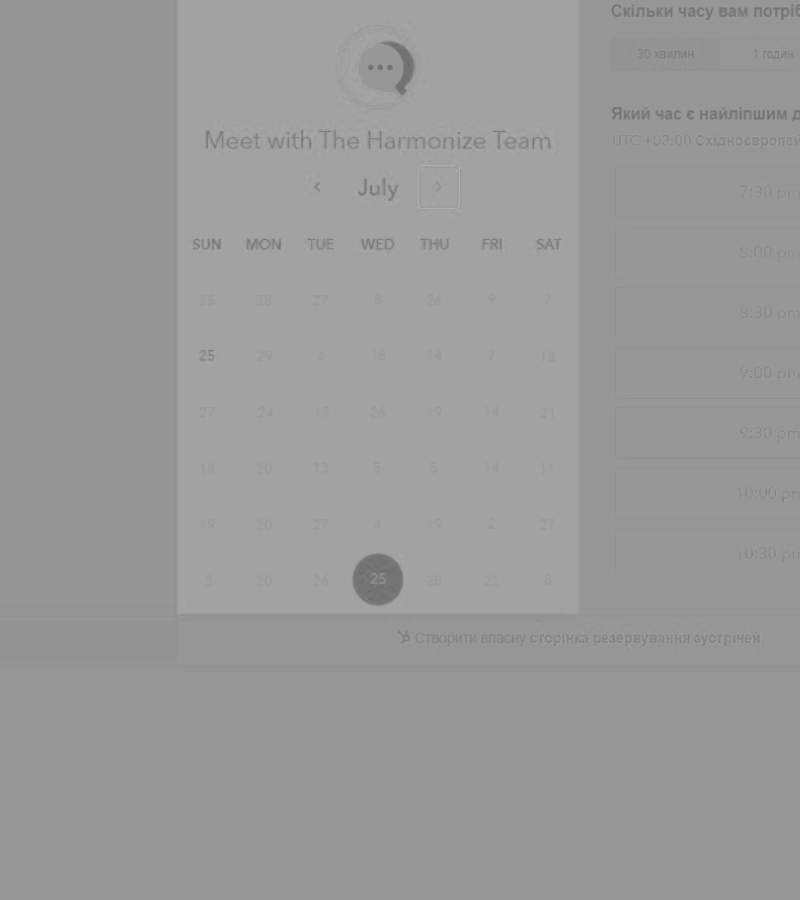 Meet with The Harmonize Team
July
SUN MON TUE WED THU FRI SAT
25 28 27 8 26 9 7
25 29 4 16 14 7 18
27 24 17 26 19 14 21
18 20 13 5 5 14 11
19 20 27 4 19 2 27
3 20 26 25 28 22 8
Скільки часу вам потріб
30 хвилин 1 годин
Який час є найліпшим д
UTC +03:00 Східноєвропей
7:30 pm
8:00 pm
8:30 pm
9:00 pm
9:30 pm
10:00 pm
10:30 pm
Створити власну сторінка резервування зустрічей